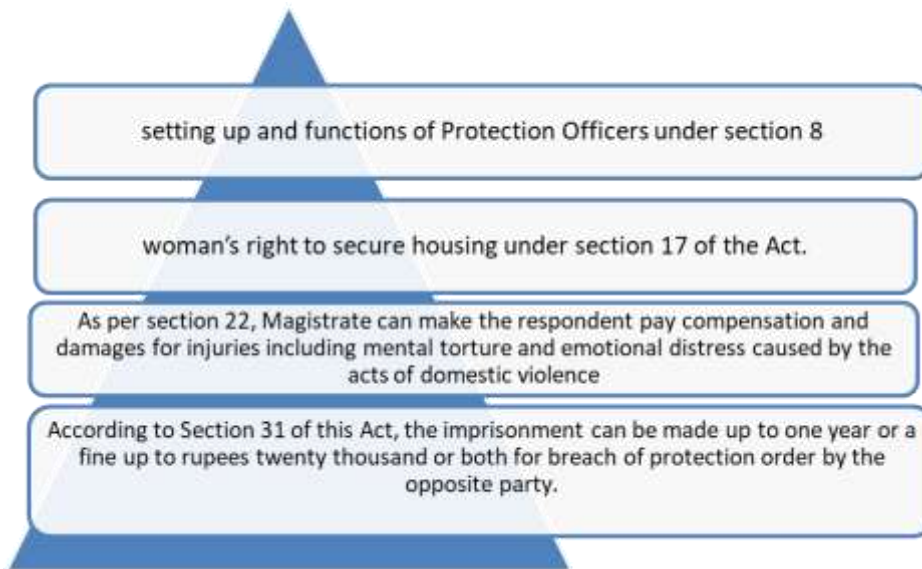 setting up and functions of Protection Officers under section 8
woman's right to secure housing under section 17 of the Act.
As per section 22, Magistrate can make the respondent pay compensation and
damages for injuries including mental torture and emotional distress caused by the
acts of domestic violence
According to Section 31 of this Act, the imprisonment can be made up to one year or a
fine up to rupees twenty thousand or both for breach of protection order by the
opposite party.